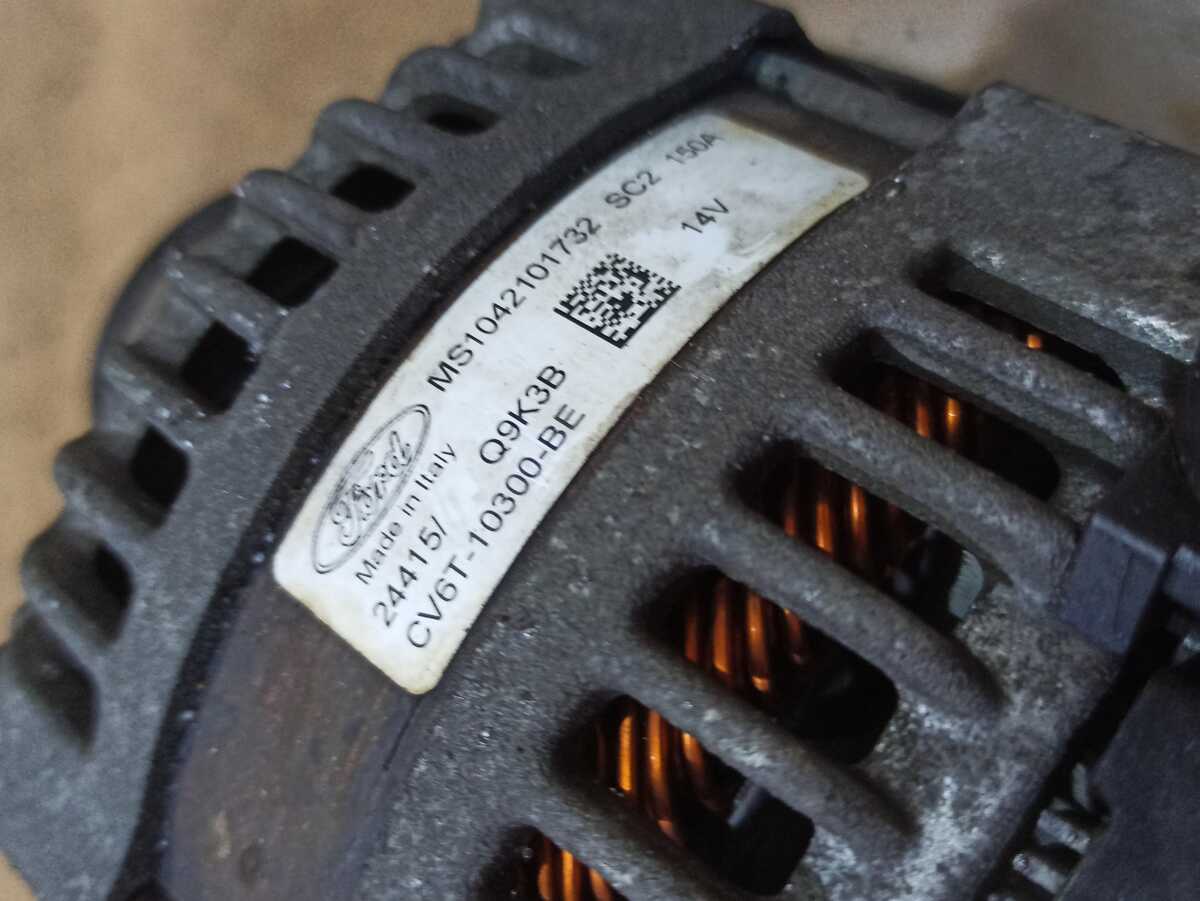 MS1042101732 SC2 150A
14V
Ford
Made in Italy
24415/ Q9K3B
CV6T-10300-BE